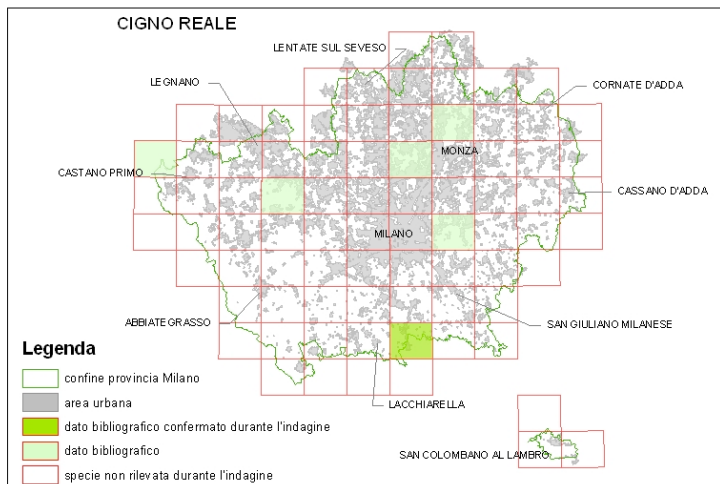 CIGNO REALE
LENTATE SUL SEVESO
LEGNANO
CORNATE D'ADDA
MONZA
CASTANO PRIMO
CASSANO D'ADDA
MILANO
ABBIATEGRASSO
SAN GIULIANO MILANESE
Legenda
confine provincia Milano
area urbana
LACCHIARELLA
dato bibliografico confermato durante l'indagine
dato bibliografico
SAN COLOMBANO AL LAMBRO
specie non rilevata durante l'indagine